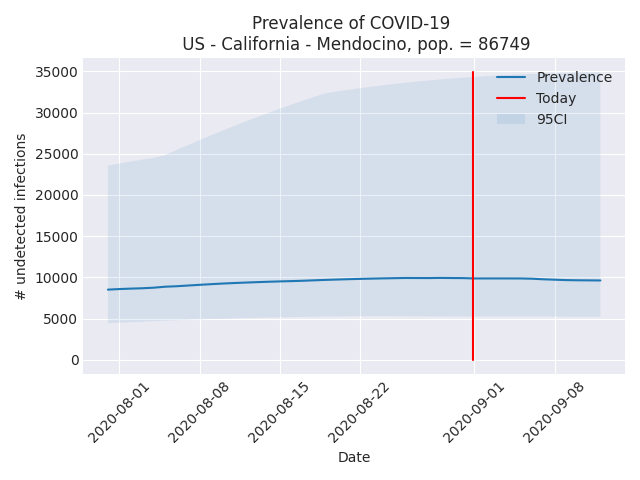 Prevalence of COVID-19
US - California - Mendocino, pop. = 86749
35000
30000
25000
20000
15000
10000
5000
0
# undetected infections
Prevalence
Today
95CI
2020-08-01
2020-08-08
2020-08-15
2020-08-22
2020-09-01
2020-09-08
Date